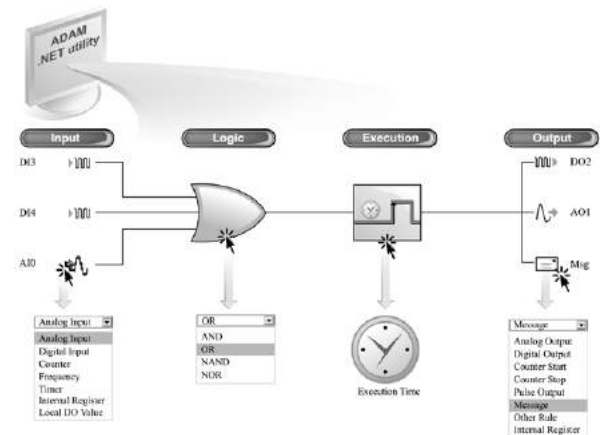 ADAM
.NET utility
Input
Logic
Execution
Output
DI3
DO2
DI4
AO1
AI0
Msg
Analog Input
Analog Input
Digital Input
Counter
Frequency
Timer
Internal Register
Local DO Value
OR
AND
OR
NAND
NOR
Execution Time
Message
Analog Output
Digital Output
Counter Start
Counter Stop
Pulse Output
Message
Other Rule
Internal Register